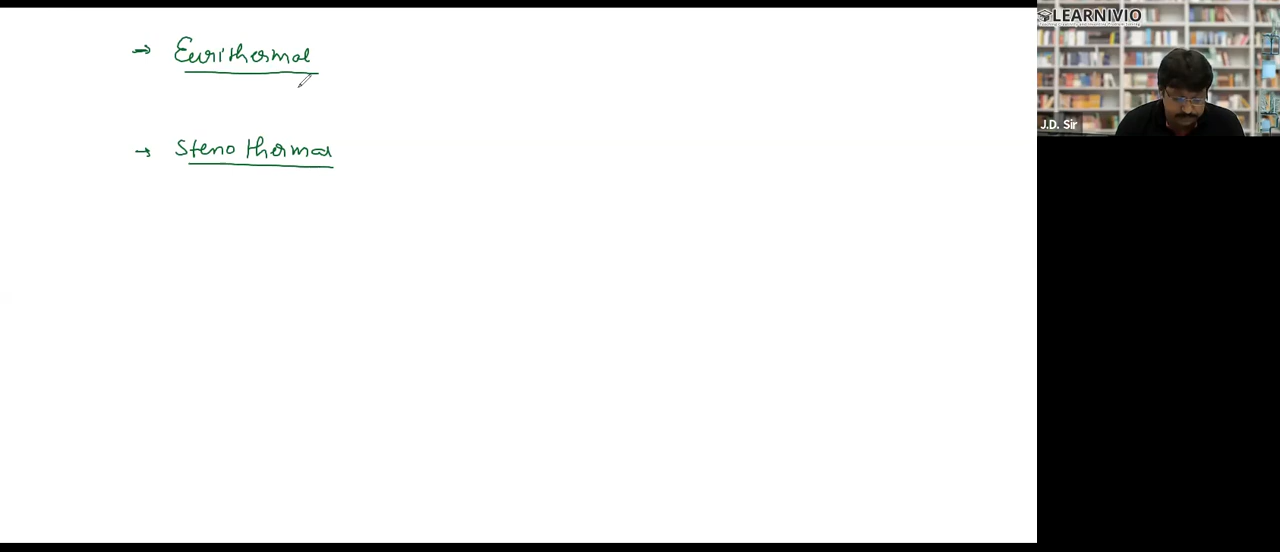 → Eurithermal
→ Steno thermal
LEARNIVIO
J.D. Sir